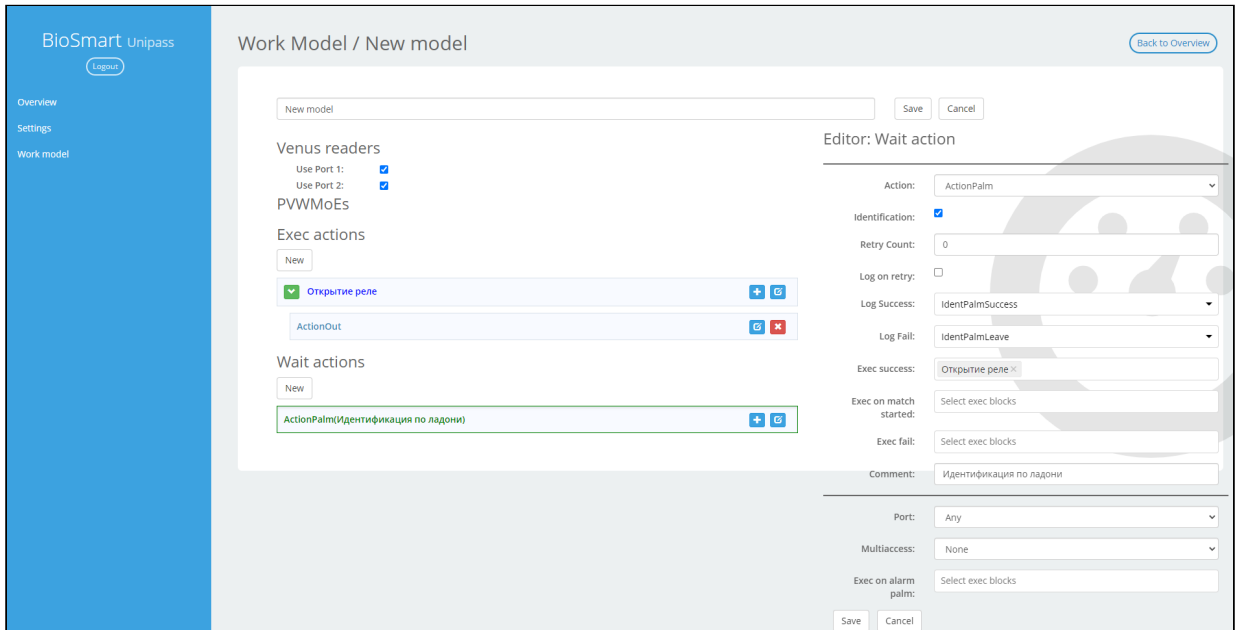 BioSmart Unipass
Logout
Overview
Settings
Work model
Work Model / New model
Back to Overview
New model
Save
Cancel
Venus readers
Use Port 1:
Use Port 2:
PVWMoEs
Exec actions
New
Открытие реле
ActionOut
Wait actions
New
ActionPalm(Идентификация по ладони)
Editor: Wait action
Action: ActionPalm
Identification:
Retry Count: 0
Log on retry:
Log Success: IdentPalmSuccess
Log Fail: IdentPalmLeave
Exec success: Открытие реле ×
Exec on match
started:
Select exec blocks
Exec fail: Select exec blocks
Comment: Идентификация по ладони
Port: Any
Multiaccess: None
Exec on alarm
palm:
Select exec blocks
Save
Cancel